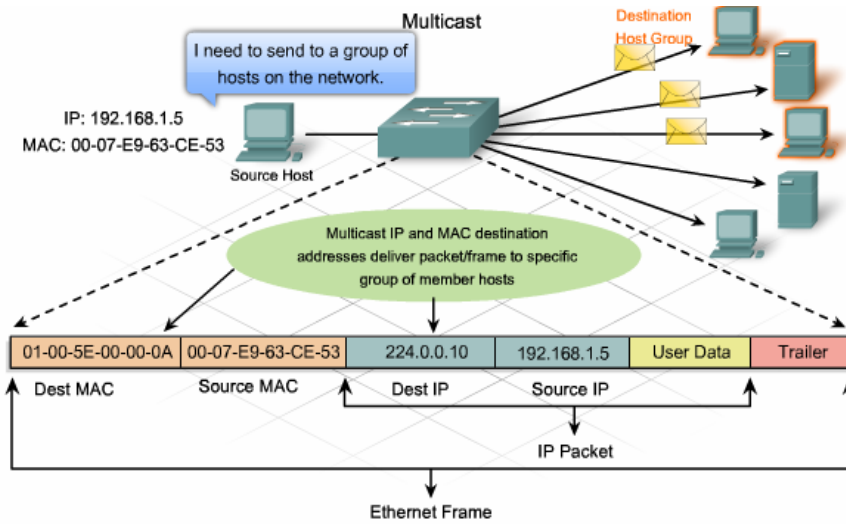 Multicast
Destination
Host Group
I need to send to a group of
hosts on the network.
IP: 192.168.1.5
MAC: 00-07-E9-63-CE-53
Source Host
Multicast IP and MAC destination
addresses deliver packet/frame to specific
group of member hosts
01-00-5E-00-00-0A 00-07-E9-63-CE-53 224.0.0.10 192.168.1.5 User Data Trailer
Dest MAC Source MAC Dest IP Source IP
IP Packet
Ethernet Frame